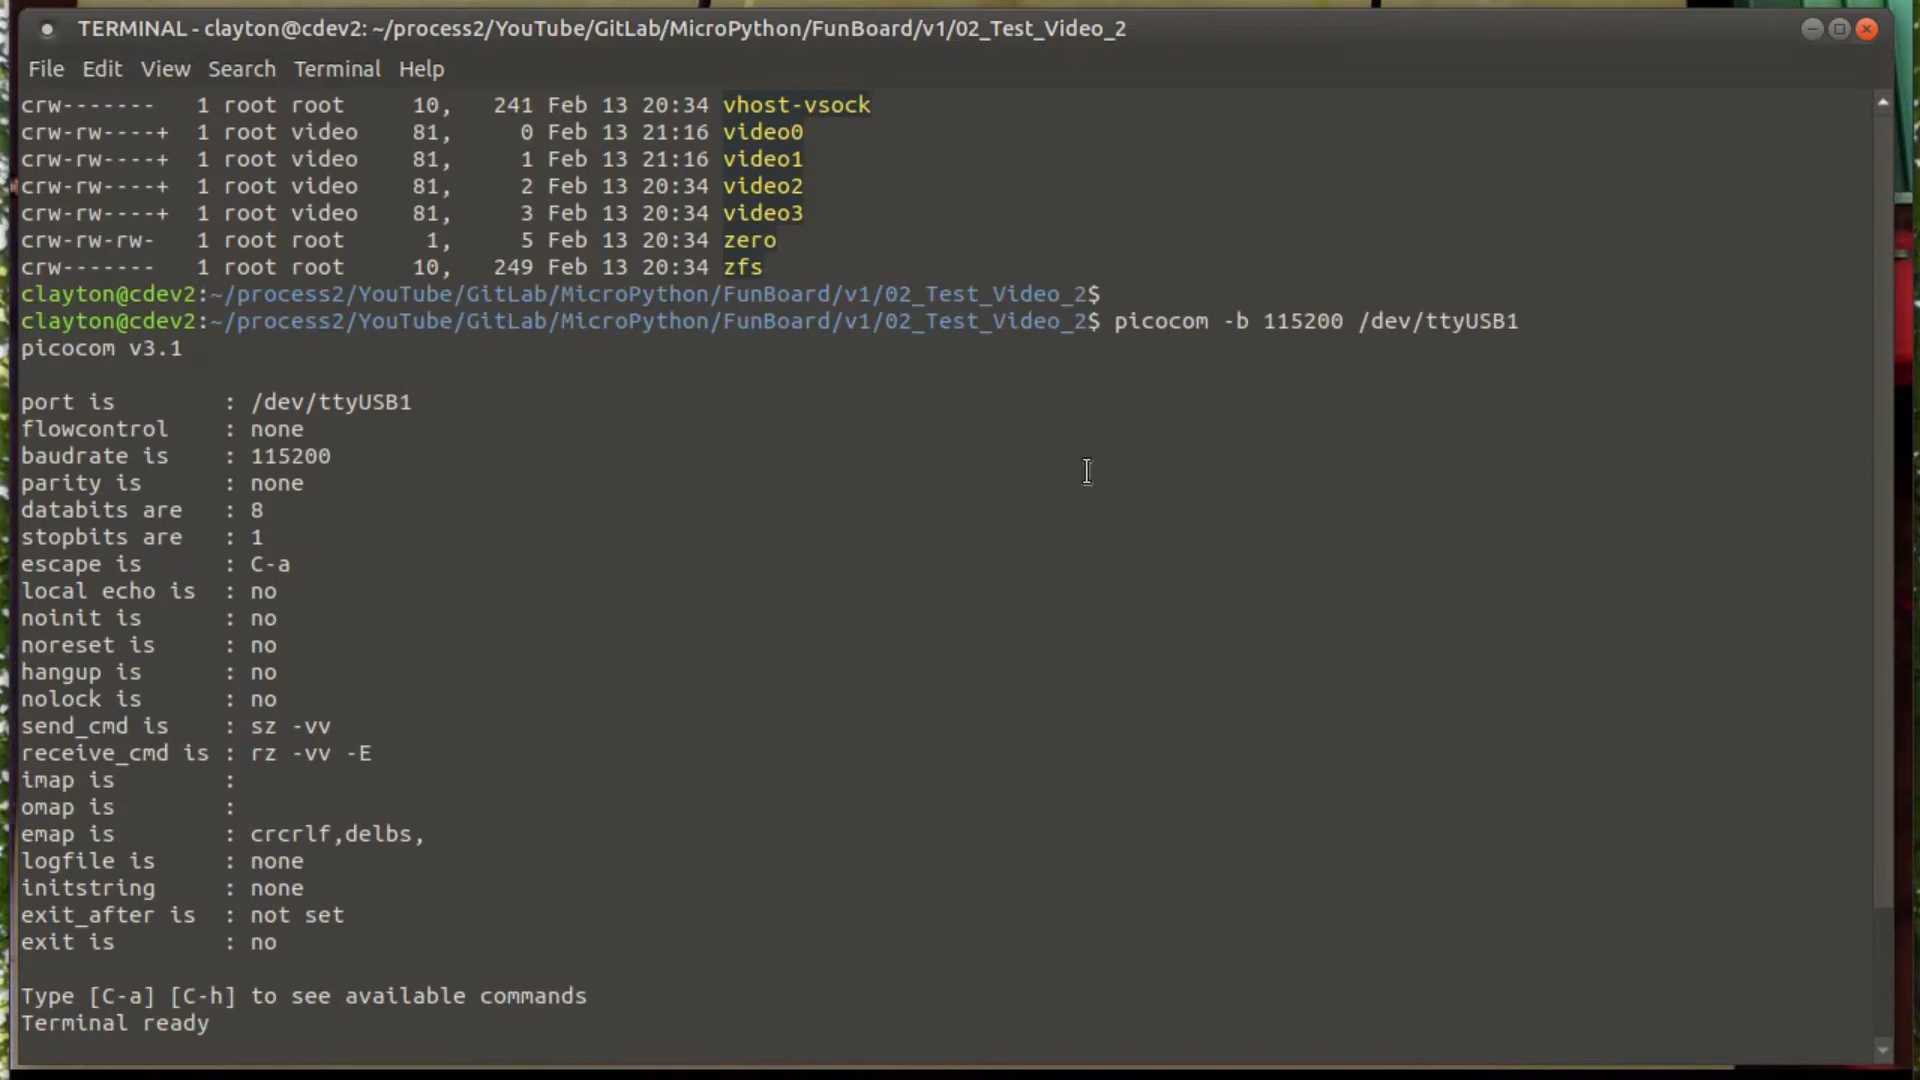 TERMINAL - clayton@cdev2: ~/process2/YouTube/GitLab/MicroPython/FunBoard/v1/02_Test_Video_2
File Edit View Search Terminal Help
crw------- 1 root root 10, 241 Feb 13 20:34 vhost-vsock
crw-rw----+ 1 root video 81, 0 Feb 13 21:16 video0
crw-rw----+ 1 root video 81, 1 Feb 13 21:16 video1
crw-rw----+ 1 root video 81, 2 Feb 13 20:34 video2
crw-rw----+ 1 root video 81, 3 Feb 13 20:34 video3
crw-rw-rw- 1 root root 1, 5 Feb 13 20:34 zero
crw------- 1 root root 10, 249 Feb 13 20:34 zfs
clayton@cdev2:~/process2/YouTube/GitLab/MicroPython/FunBoard/v1/02_Test_Video_2$
clayton@cdev2:~/process2/YouTube/GitLab/MicroPython/FunBoard/v1/02_Test_Video_2$ picocom -b 115200 /dev/ttyUSB1
picocom v3.1
port is : /dev/ttyUSB1
flowcontrol : none
baudrate is : 115200
parity is : none
databits are : 8
stopbits are : 1
escape is : C-a
local echo is : no
noinit is : no
noreset is : no
hangup is : no
nolock is : no
send_cmd is : sz -vv
receive_cmd is : rz -vv -E
imap is :
omap is :
emap is : crcrlf,delbs,
logfile is : none
initstring : none
exit_after is : not set
exit is : no
Type [C-a] [C-h] to see available commands
Terminal ready